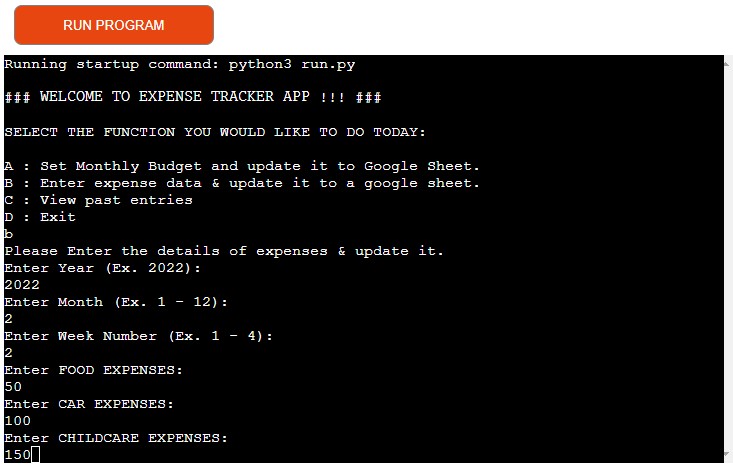 RUN PROGRAM
Running startup command: python3 run.py
### WELCOME TO EXPENSE TRACKER APP !!! ###
SELECT THE FUNCTION YOU WOULD LIKE TO DO TODAY:
A : Set Monthly Budget and update it to Google Sheet.
B : Enter expense data & update it to a google sheet.
C : View past entries
D : Exit
b
Please Enter the details of expenses & update it.
Enter Year (Ex. 2022):
2022
Enter Month (Ex. 1 - 12):
2
Enter Week Number (Ex. 1 - 4):
2
Enter FOOD EXPENSES:
50
Enter CAR EXPENSES:
100
Enter CHILDCARE EXPENSES:
150